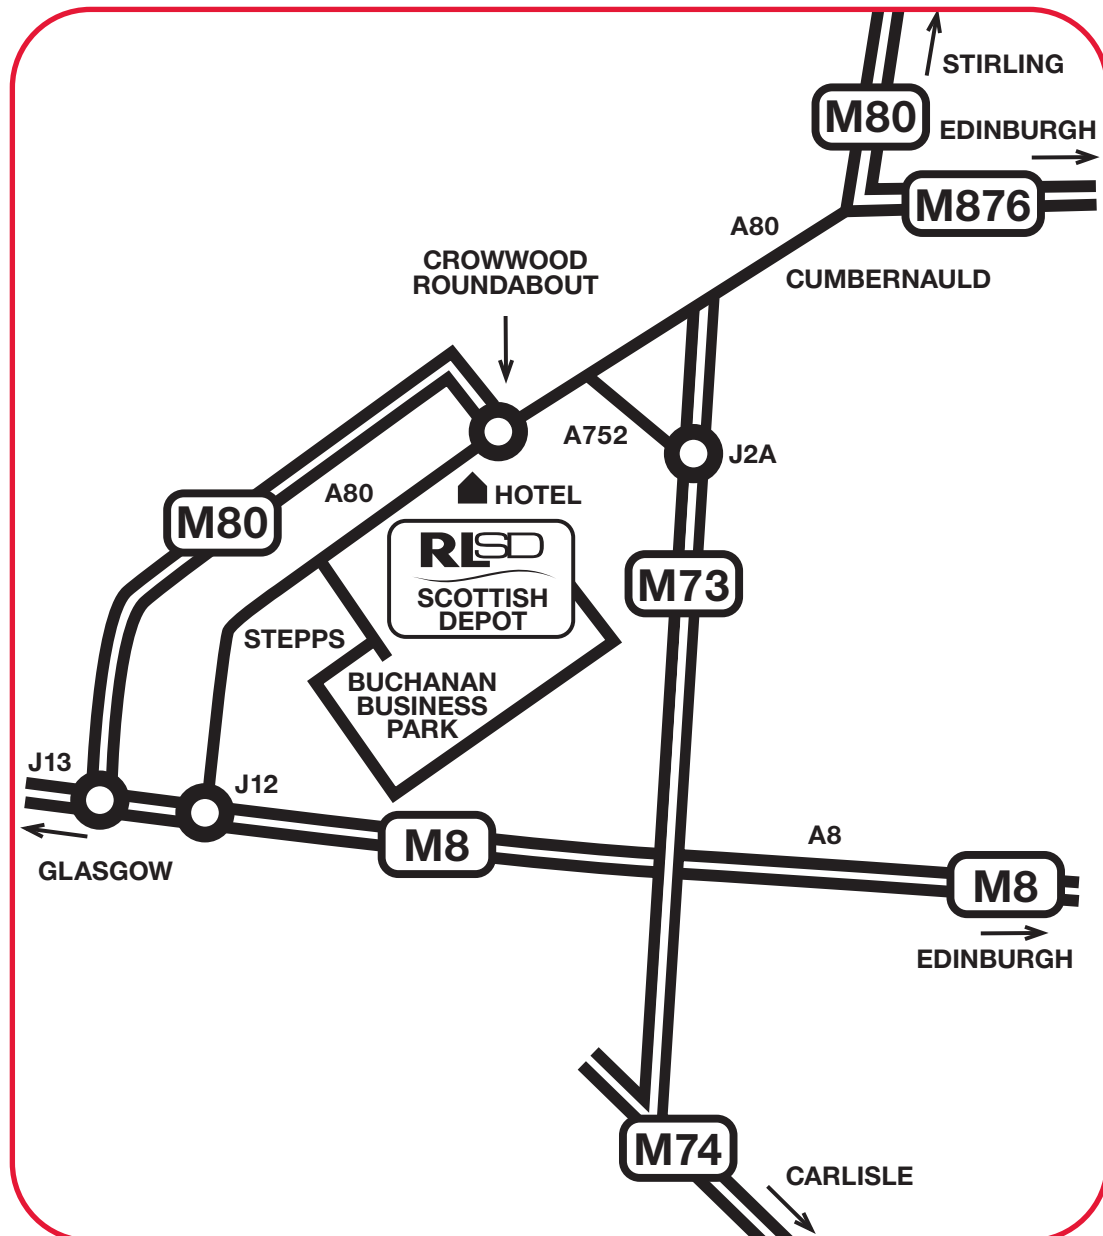 STIRLING
M80
EDINBURGH
M876
A80
CROWWOOD
ROUNDABOUT
CUMBERNAULD
A752
J2A
A80
HOTEL
M80
RLSD
SCOTTISH
DEPOT
M73
STEPPS
BUCHANAN
BUSINESS
PARK
J13
J12
M8
A8
GLASGOW
M8
EDINBURGH
M74
CARLISLE